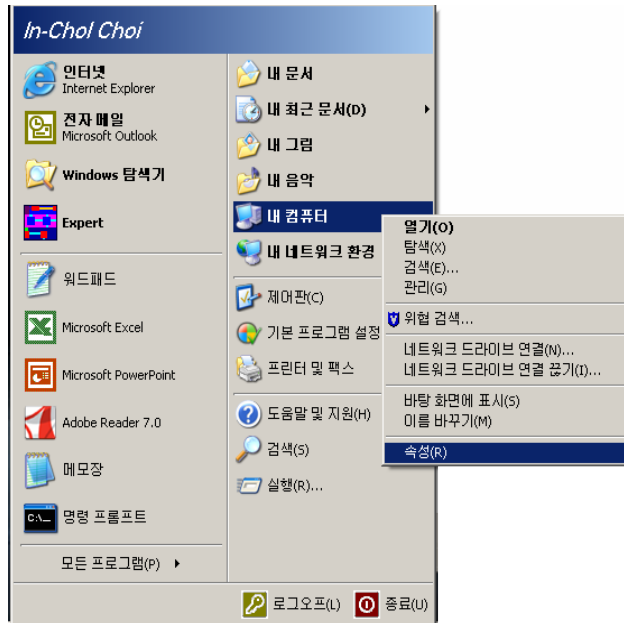 In-Chol Choi
인터넷
Internet Explorer
전자 메일
Microsoft Outlook
Windows 탐색기
Expert
워드패드
Microsoft Excel
Microsoft PowerPoint
Adobe Reader 7.0
메모장
C:\_
명령 프롬프트
모든 프로그램(P)
내 문서
내 최근 문서(D)
내 그림
내 음악
내 컴퓨터
내 네트워크 환경
제어판(C)
기본 프로그램 설정
프린터 및 팩스
도움말 및 지원(H)
검색(S)
실행(R)...
열기(O)
탐색(X)
검색(E)...
관리(G)
위협 검색...
네트워크 드라이브 연결(N)...
네트워크 드라이브 연결 끊기(I)...
바탕 화면에 표시(S)
이름 바꾸기(M)
속성(R)
로그오프(L)
종료(U)